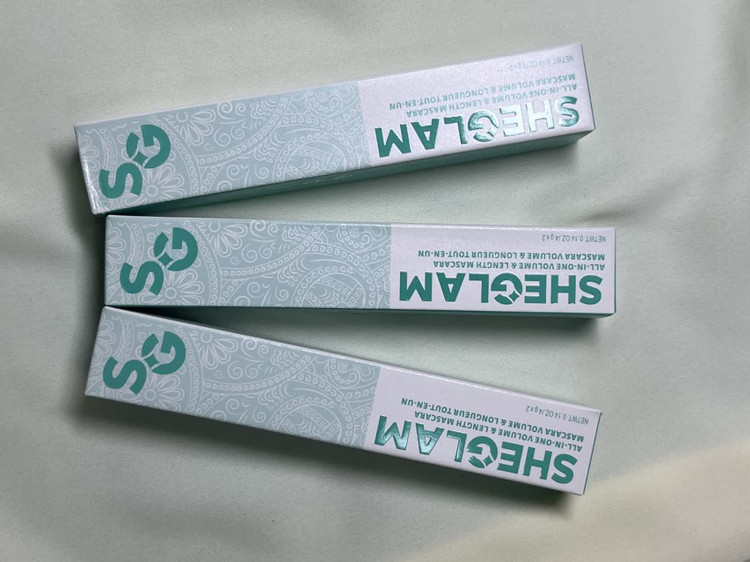 SG
SHEGLAM
ALL-IN-ONE VOLUME & LENGTH MASCARA
MASCARA VOLUME & LONGUEUR TOUT-EN-UN
NET WT. 0.14 OZ./4 g x 2
SG
SHEGLAM
ALL-IN-ONE VOLUME & LENGTH MASCARA
MASCARA VOLUME & LONGUEUR TOUT-EN-UN
NETWT. 0.14 OZ./4 g x 2
SG
SHEGLAM
ALL-IN-ONE VOLUME & LENGTH MASCARA
MASCARA VOLUME & LONGUEUR TOUT-EN-UN
NETWT. 0.14 OZ./4 g x 2